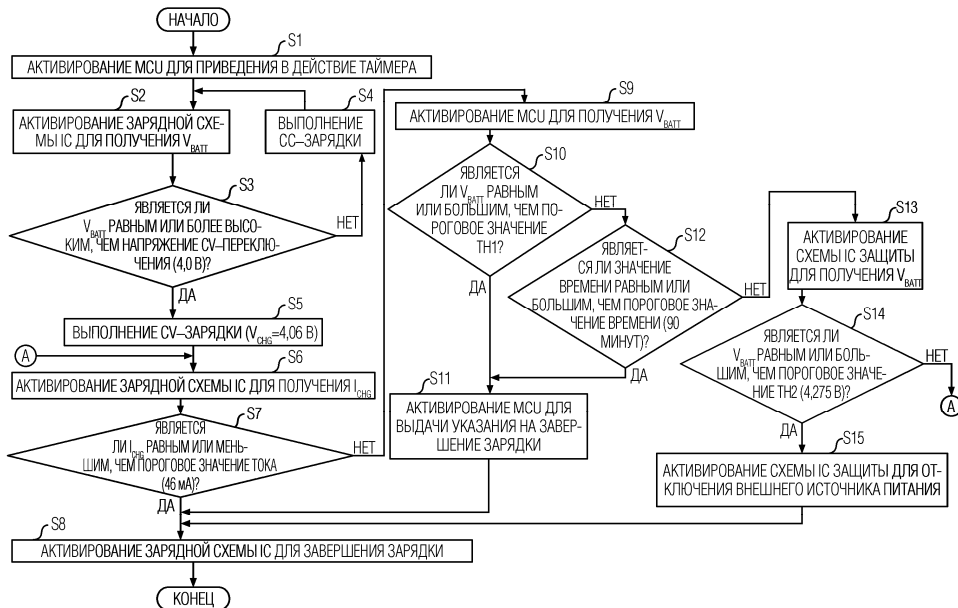 НАЧАЛО
S1
АКТИВИРОВАНИЕ MCU ДЛЯ ПРИВЕДЕНИЯ В ДЕЙСТВИЕ ТАЙМЕРА
S2
АКТИВИРОВАНИЕ ЗАРЯДНОЙ СХЕ-
МЫ IC ДЛЯ ПОЛУЧЕНИЯ VBATT
S4
ВЫПОЛНЕНИЕ
CC–ЗАРЯДКИ
S3
ЯВЛЯЕТСЯ ЛИ
VBATT РАВНЫМ ИЛИ БОЛЕЕ ВЫСО-
КИМ, ЧЕМ НАПРЯЖЕНИЕ CV–ПЕРЕКЛЮ-
ЧЕНИЯ (4,0 В)?
НЕТ
ДА
S5
ВЫПОЛНЕНИЕ CV–ЗАРЯДКИ (VCHG=4,06 В)
A
S6
АКТИВИРОВАНИЕ ЗАРЯДНОЙ СХЕМЫ IC ДЛЯ ПОЛУЧЕНИЯ ICHG
S7
ЯВЛЯЕТСЯ
ЛИ ICHG РАВНЫМ ИЛИ МЕНЬ-
ШИМ, ЧЕМ ПОРОГОВОЕ ЗНАЧЕНИЕ ТОКА
(46 мА)?
НЕТ
ДА
S8
АКТИВИРОВАНИЕ ЗАРЯДНОЙ СХЕМЫ IC ДЛЯ ЗАВЕРШЕНИЯ ЗАРЯДКИ
КОНЕЦ
S9
АКТИВИРОВАНИЕ MCU ДЛЯ ПОЛУЧЕНИЯ VBATT
S10
ЯВЛЯЕТСЯ
ЛИ VBATT РАВНЫМ
ИЛИ БОЛЬШИМ, ЧЕМ ПО-
РОГОВОЕ ЗНАЧЕНИЕ
TH1?
НЕТ
ДА
S12
ЯВЛЯЕТ-
СЯ ЛИ ЗНАЧЕНИЕ
ВРЕМЕНИ РАВНЫМ ИЛИ
БОЛЬШИМ, ЧЕМ ПОРОГОВОЕ ЗНА-
ЧЕНИЕ ВРЕМЕНИ (90
МИНУТ)?
НЕТ
ДА
S11
АКТИВИРОВАНИЕ MCU ДЛЯ
ВЫДАЧИ УКАЗАНИЯ НА ЗАВЕР-
ШЕНИЕ ЗАРЯДКИ
S13
АКТИВИРОВАНИЕ
СХЕМЫ IC ЗАЩИТЫ
ДЛЯ ПОЛУЧЕНИЯ VBATT
S14
ЯВЛЯЕТСЯ ЛИ
VBATT РАВНЫМ ИЛИ БОЛЬ-
ШИМ, ЧЕМ ПОРОГОВОЕ ЗНАЧЕ-
НИЕ TH2 (4,275 В)?
НЕТ
A
ДА
S15
АКТИВИРОВАНИЕ СХЕМЫ IC ЗАЩИТЫ ДЛЯ ОТ-
КЛЮЧЕНИЯ ВНЕШНЕГО ИСТОЧНИКА ПИТАНИЯ